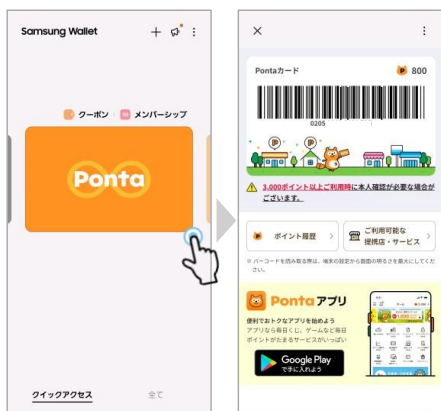 Samsung Wallet
クーポン
メンバーシップ
Ponta
クイックアクセス
全て
Pontaカード
P 800
0205
P
P
3,000ポイント以上ご利用時に本人確認が必要な場合が
ございます。
ポイント履歴
ご利用可能な
提携店・サービス
※ バーコードを読み取る際は、端末の設定から画面の明るさを最大にしてくだ
さい。
Ponta アプリ
便利でおトクなアプリを始めよう
アプリなら毎日くじ、ゲームなど毎日
ポイントがたまるサービスがいっぱい
Google Play
で手に入れよう